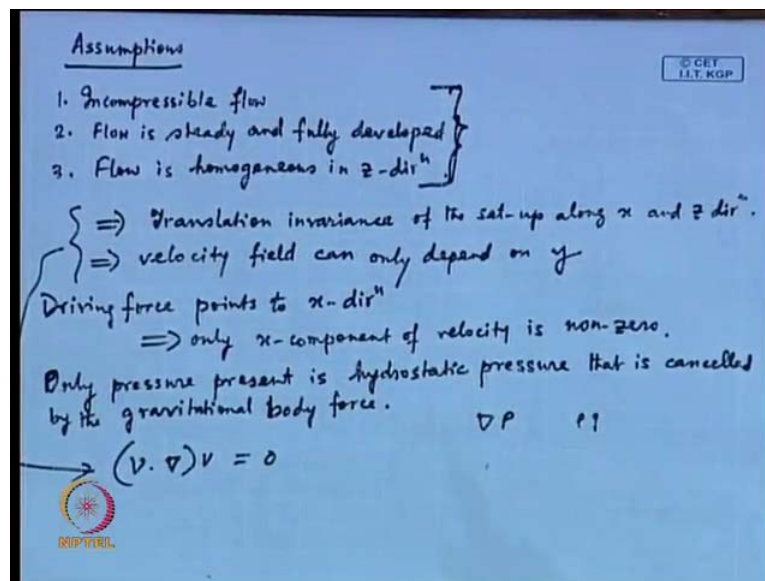 Assumptions
© CET
I.I.T. KGP
1. Incompressible flow
2. Flow is steady and fully developed
3. Flow is homogeneous in z-dirⁿ
⇒ Translation invariance of the set-up along x and z dirⁿ.
⇒ velocity field can only depend on y
Driving force points to x-dirⁿ
⇒ only x-component of velocity is non-zero.
Only pressure present is hydrostatic pressure that is cancelled
by the gravitational body force.
∇P ρg
(v.∇)v = 0
NPTEL